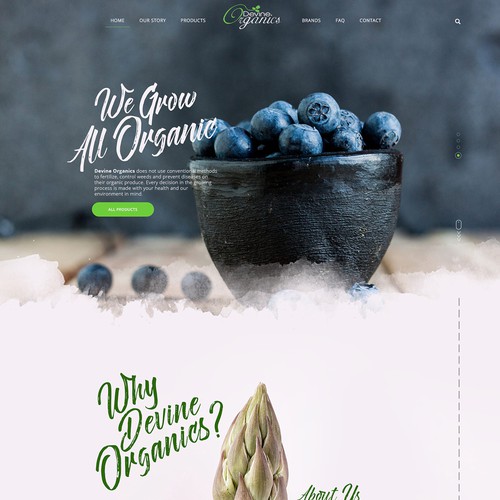 HOME OUR STORY PRODUCTS Devine Organics BRANDS FAQ CONTACT
We Grow
All Organic
Devine Organics does not use conventional methods
to fertilize, control weeds and prevent diseases on
their organic produce. Every decision in the growing
process is made with your health and our
environment in mind.
ALL PRODUCTS
Why
Devine
Organics?
About Us